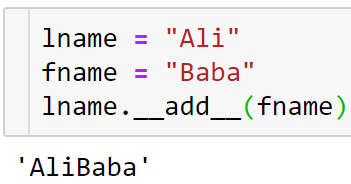 lname = "Ali"
fname = "Baba"
lname.__add__(fname)
'AliBaba'